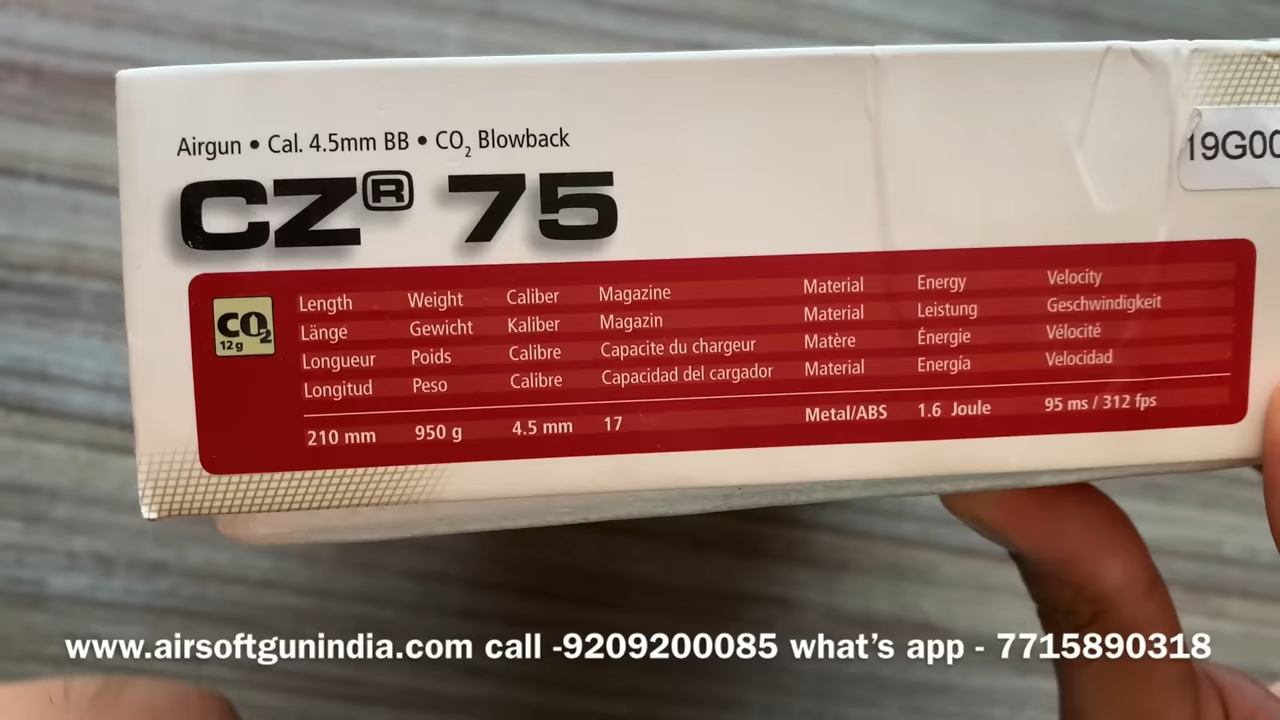 Airgun • Cal. 4.5mm BB • CO₂ Blowback
CZ® 75
19G00
CO₂
12g
Length Weight Caliber Magazine Material Energy Velocity
Länge Gewicht Kaliber Magazin Material Leistung Geschwindigkeit
Longueur Poids Calibre Capacite du chargeur Matère Énergie Vélocité
Longitud Peso Calibre Capacidad del cargador Material Energía Velocidad
210 mm 950 g 4.5 mm 17 Metal/ABS 1.6 Joule 95 ms / 312 fps
www.airsoftgunindia.com call -9209200085 what's app - 7715890318